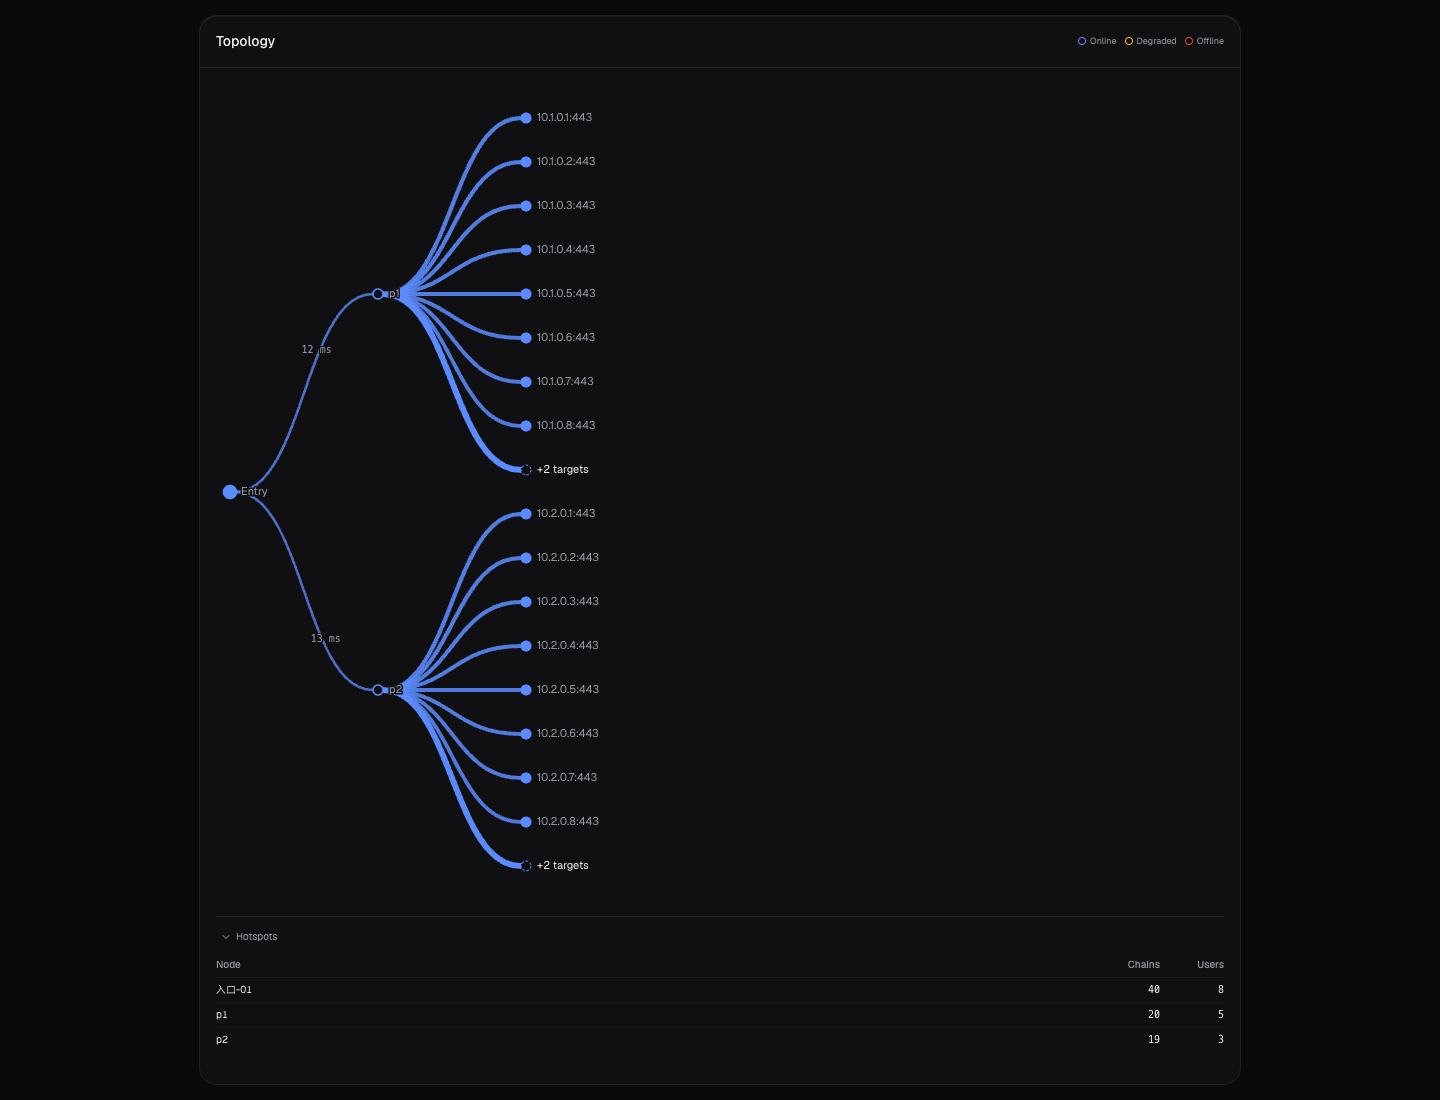 Topology
Online
Degraded
Offline
10.1.0.1:443
10.1.0.2:443
10.1.0.3:443
10.1.0.4:443
p1
10.1.0.5:443
10.1.0.6:443
12 ms
10.1.0.7:443
10.1.0.8:443
+2 targets
Entry
10.2.0.1:443
10.2.0.2:443
10.2.0.3:443
13 ms
10.2.0.4:443
p2
10.2.0.5:443
10.2.0.6:443
10.2.0.7:443
10.2.0.8:443
+2 targets
Hotspots
Node Chains Users
入口-01 40 8
p1 20 5
p2 19 3